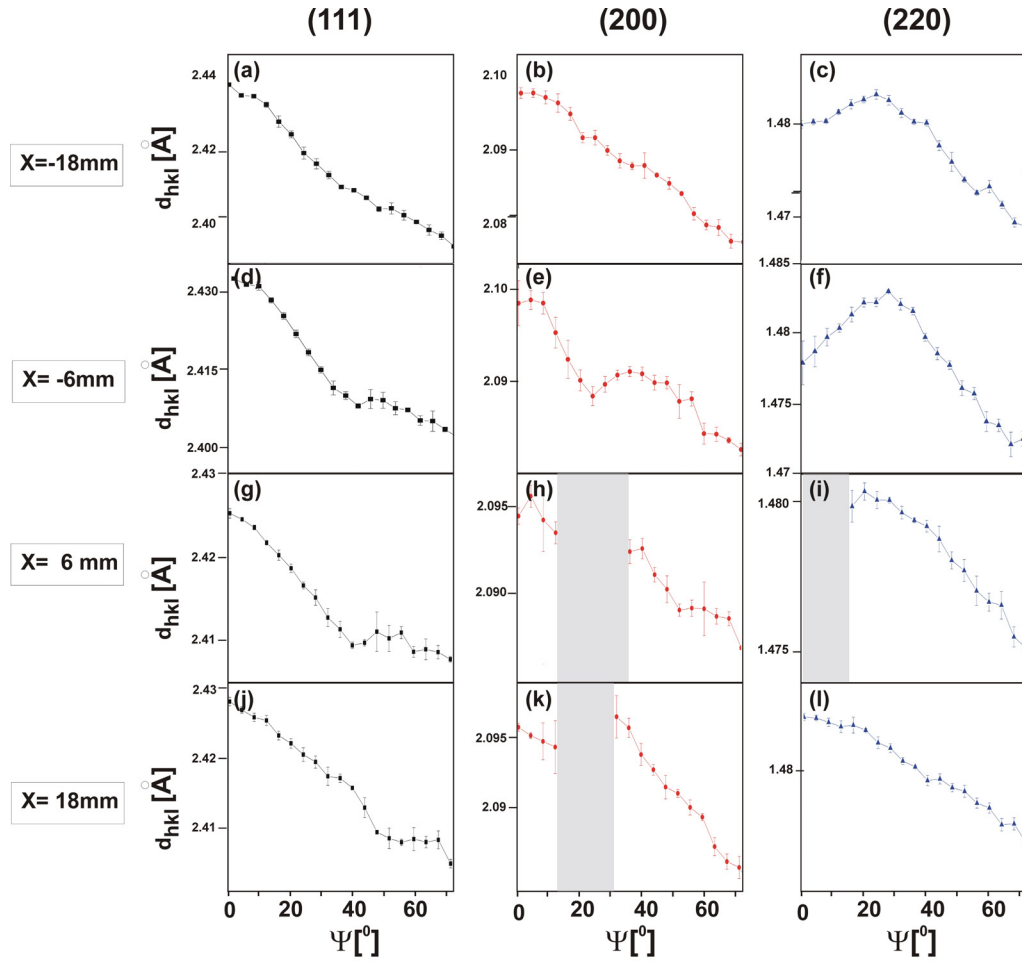 (111) (200) (220)
(a) (b) (c)
2.44 2.42 2.40
2.10 2.09 2.08
1.48 1.47
X=-18mm
dhkl [Å]
(d) (e) (f)
2.430 2.415 2.400
2.10 2.09
1.485 1.48 1.475 1.47
X= -6mm
dhkl [Å]
(g) (h) (i)
2.43 2.42 2.41
2.095 2.090
1.480 1.475
X= 6 mm
dhkl [Å]
(j) (k) (l)
2.43 2.42 2.41
2.095 2.09
1.48
X= 18mm
dhkl [Å]
0 20 40 60 0 20 40 60 0 20 40 60
Ψ[⁰] Ψ[⁰] Ψ[⁰]